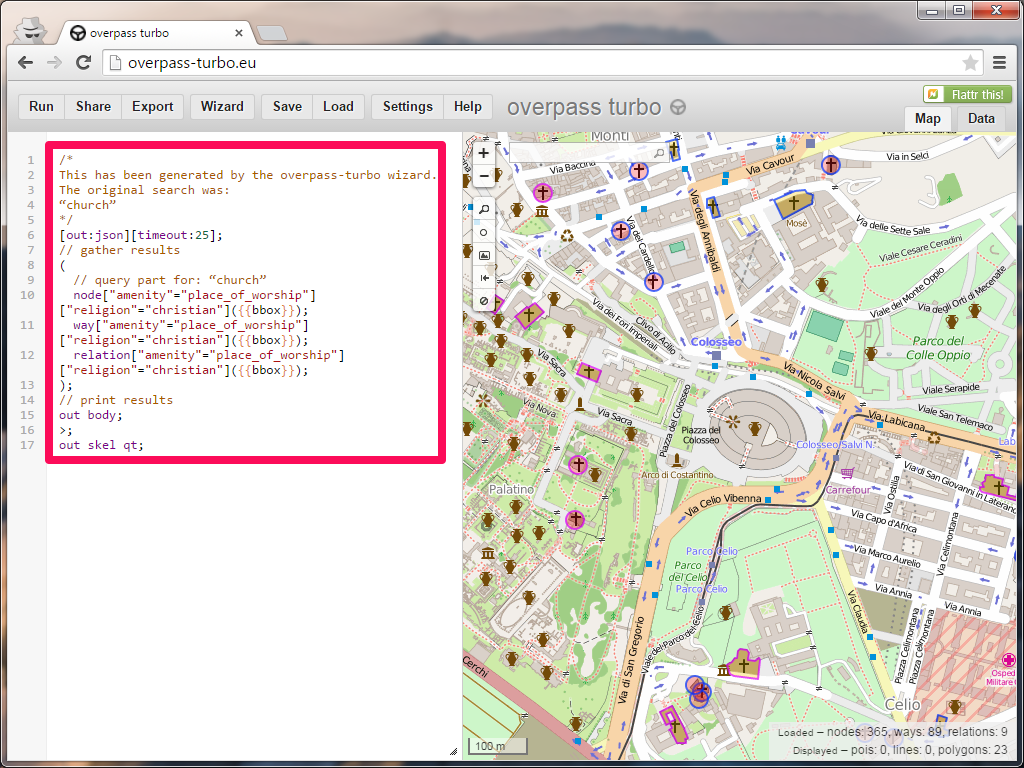 overpass turbo
overpass-turbo.eu
Run
Share
Export
Wizard
Save
Load
Settings
Help
overpass turbo
Flattr this!
Map
Data
1 /*
2 This has been generated by the overpass-turbo wizard.
3 The original search was:
4 “church”
5 */
6 [out:json][timeout:25];
7 // gather results
8 (
9 // query part for: “church”
10 node["amenity"="place_of_worship"]
["religion"="christian"]({{bbox}});
11 way["amenity"="place_of_worship"]
["religion"="christian"]({{bbox}});
12 relation["amenity"="place_of_worship"]
["religion"="christian"]({{bbox}});
13 );
14 // print results
15 out body;
16 >;
17 out skel qt;
+
−
Monti
Cavour
Via Baccina
Via Cavour
Via in Selci
Via degli Annibaldi
Via del Cardello
Mosè
Via delle Sette Sale
Viale Cesare Ceradini
Viale del Monte Oppio
Via degli Orti di Mecenate
Via dei Fori Imperiali
Clivo di Acilio
Colosseo
Parco del
Colle Oppio
Via Sacra
Via Nicola Salvi
Viale Serapide
Via Nova
Via Sacra
Piazza del Colosseo
Piazza del
Colosseo
Viale San Telemaco
Via Labicana
Colosseo/Salvi N.
Lab
Arco di Costantino
Carrefour
Via di San Giovanni in Laterano
Palatino
Via Celio Vibenna
Via Ostilia
Via Capo d'Africa
Via Celimontana
Parco Celio
Via Marco Aurelio
Parco
del Celio
Parco Celio
Via Annia
Via Annia
Via Claudia
Viale del Parco del Celio
Piazza Celimontana
Piazza Celimontana
Via di San Gregorio
Cerchi
Osped
Militare
Celio
100 m
Loaded – nodes: 365, ways: 89, relations: 9
Displayed – pois: 0, lines: 0, polygons: 23